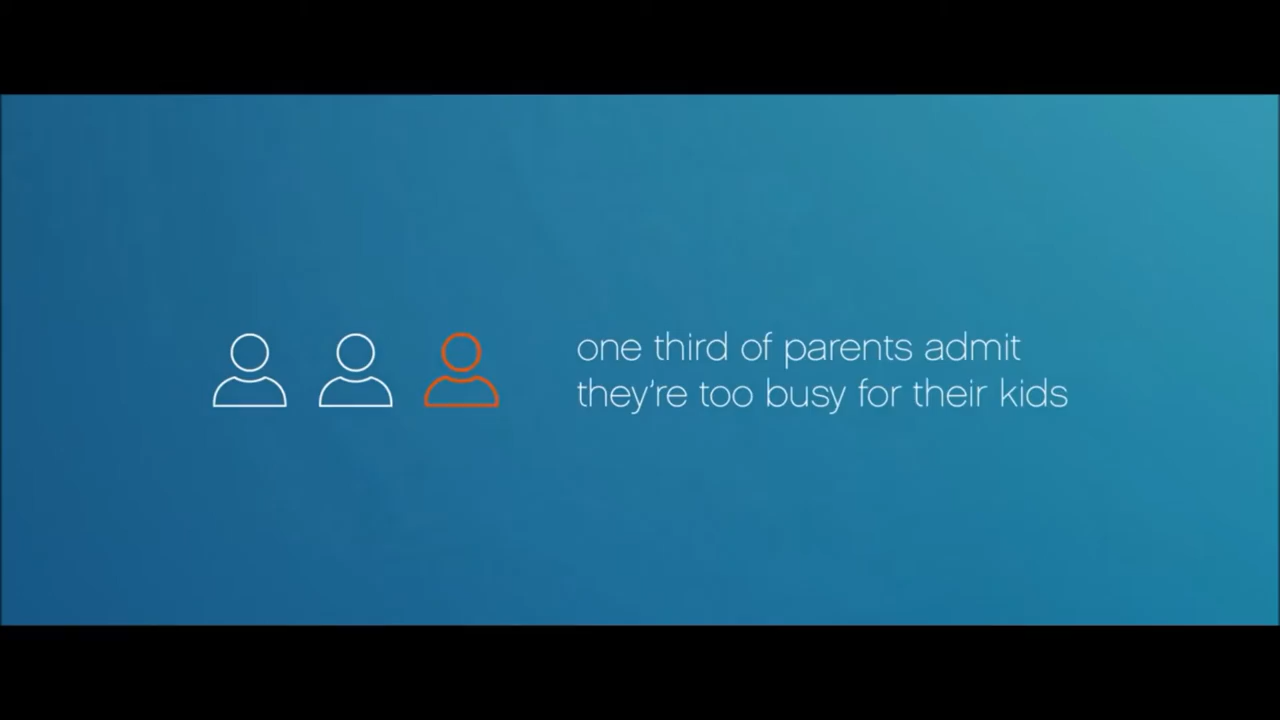 one third of parents admit
they're too busy for their kids